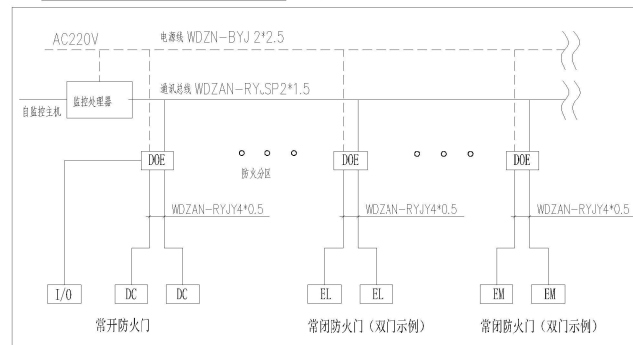 AC220V
电源线 WDZN-BYJ 2*2.5
通讯总线 WDZAN-RYJSP2*1.5
监控处理器
自监控主机
DOE
DOE
DOE
防火分区
WDZAN-RYJY4*0.5
WDZAN-RYJY4*0.5
WDZAN-RYJY4*0.5
I/O
DC
DC
EL
EL
EM
EM
常开防火门
常闭防火门（双门示例）
常闭防火门（双门示例）